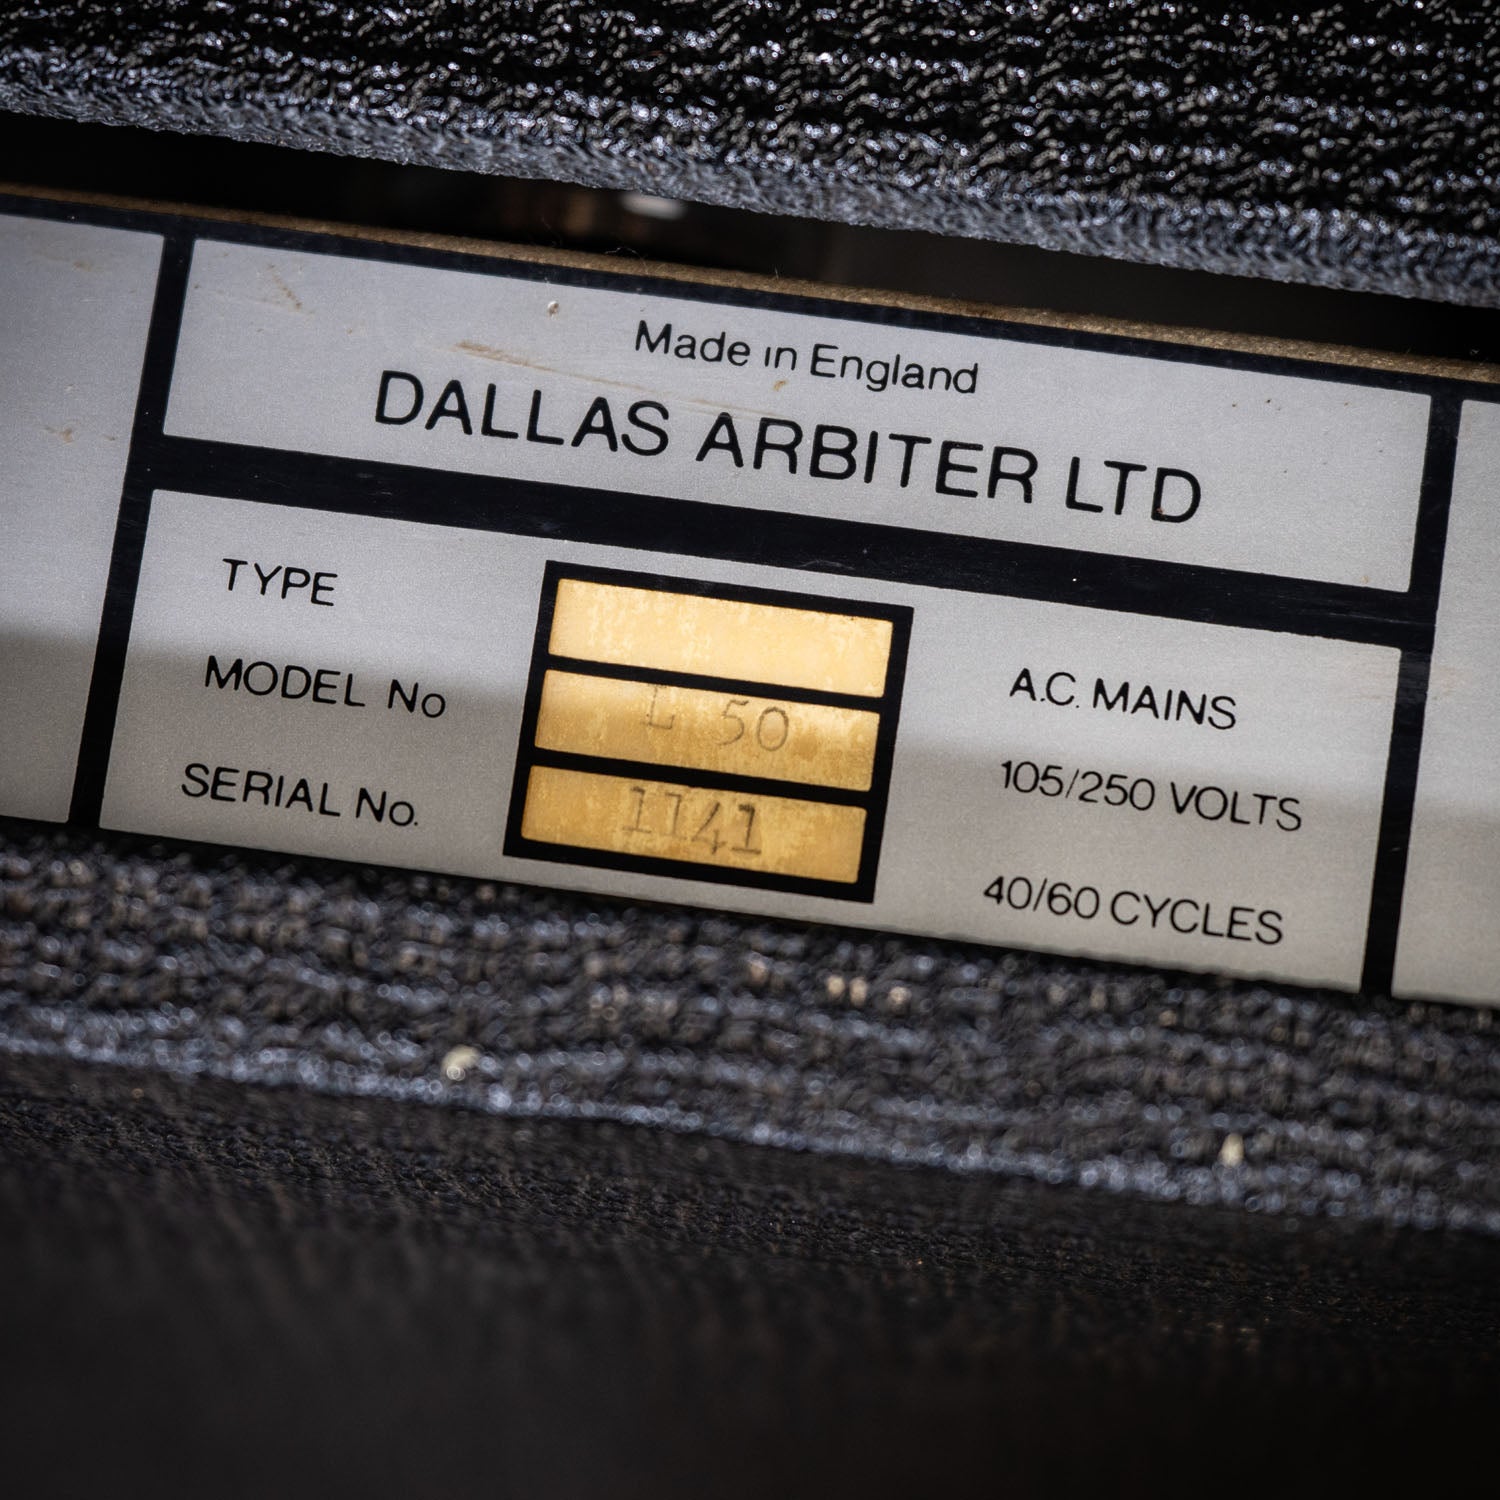 Made in England
DALLAS ARBITER LTD
TYPE
MODEL No L 50
SERIAL No. 1141
A.C. MAINS
105/250 VOLTS
40/60 CYCLES